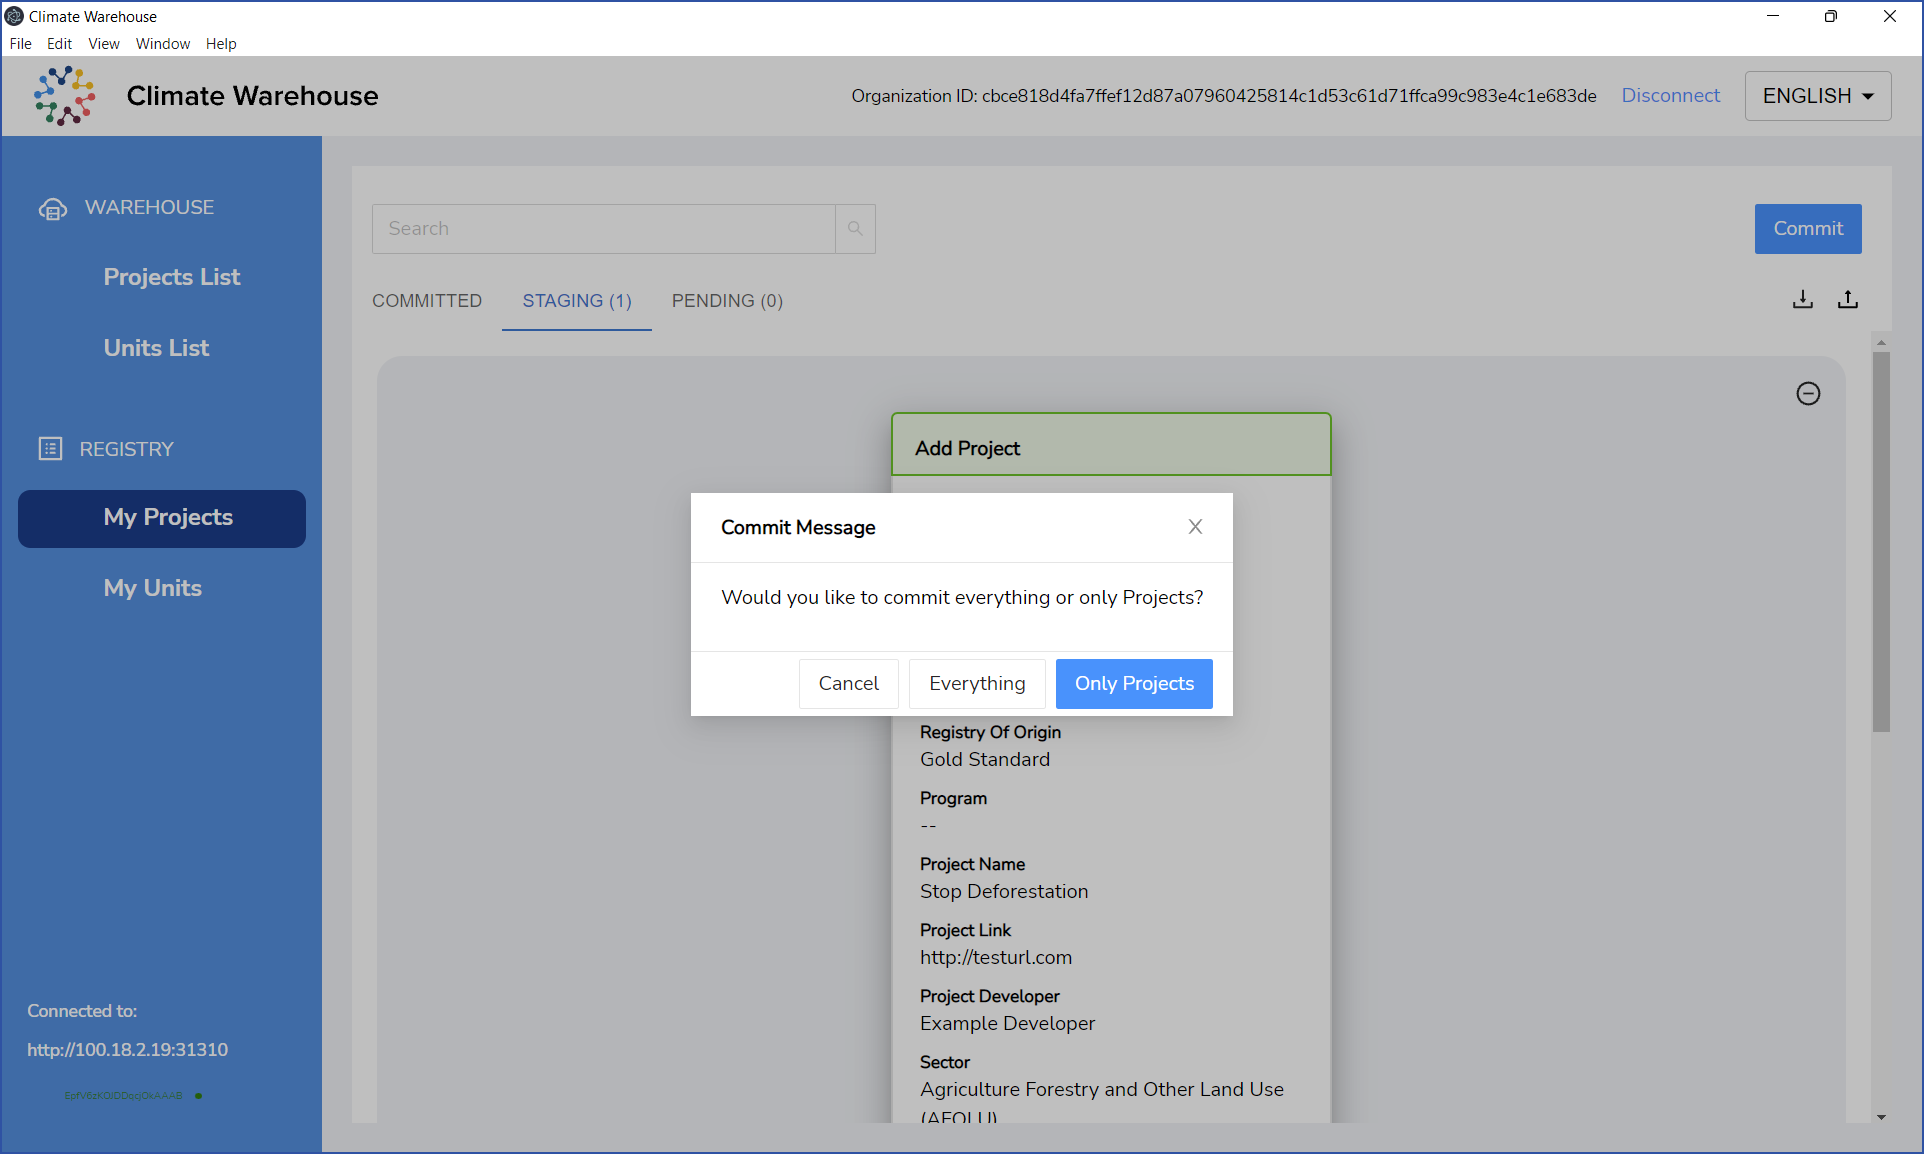 Climate Warehouse
File Edit View Window Help
Climate Warehouse
Organization ID: cbce818d4fa7ffef12d87a07960425814c1d53c61d71ffca99c983e4c1e683de Disconnect ENGLISH
WAREHOUSE
Projects List
Units List
REGISTRY
My Projects
My Units
Connected to:
http://100.18.2.19:31310
Search
Commit
COMMITTED STAGING (1) PENDING (0)
Add Project
Commit Message
Would you like to commit everything or only Projects?
Cancel Everything Only Projects
Registry Of Origin
Gold Standard
Program
--
Project Name
Stop Deforestation
Project Link
http://testurl.com
Project Developer
Example Developer
Sector
Agriculture Forestry and Other Land Use
(AFOLU)